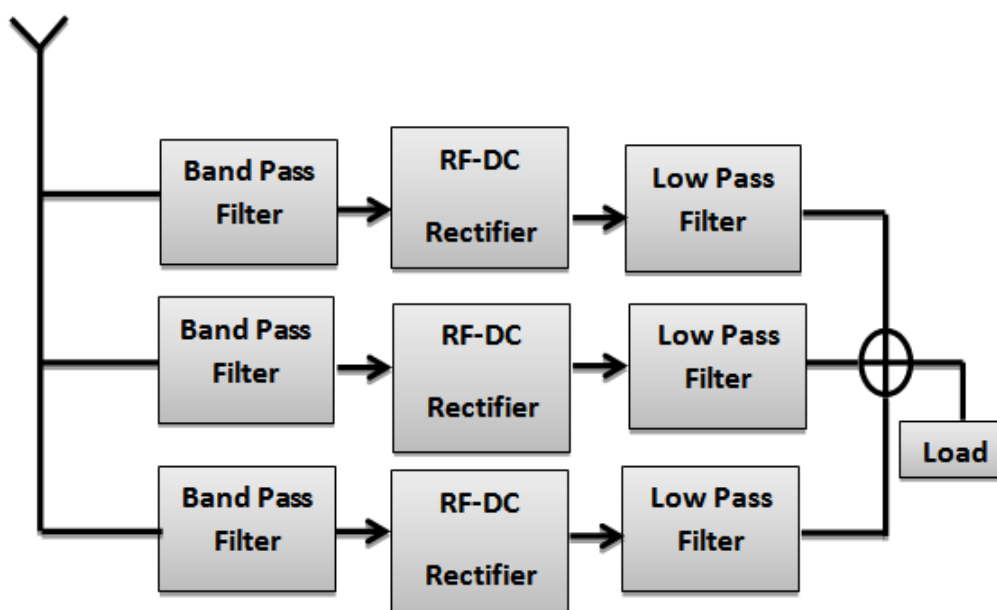 Band Pass
Filter
RF-DC
Rectifier
Low Pass
Filter
Band Pass
Filter
RF-DC
Rectifier
Low Pass
Filter
Load
Band Pass
Filter
RF-DC
Rectifier
Low Pass
Filter